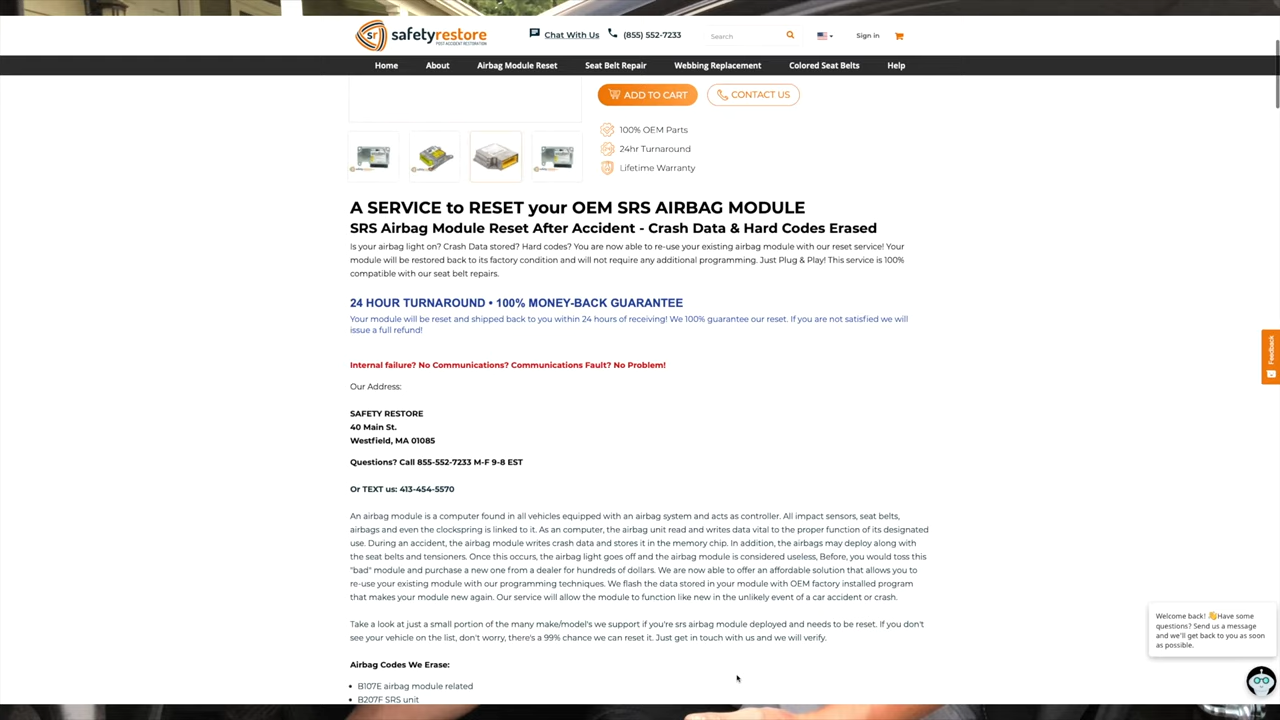 sr safetyrestore
POST ACCIDENT RESTORATION
Chat With Us
(855) 552-7233
Search
Sign in
Home About Airbag Module Reset Seat Belt Repair Webbing Replacement Colored Seat Belts Help
ADD TO CART
CONTACT US
100% OEM Parts
24hr Turnaround
Lifetime Warranty
A SERVICE to RESET your OEM SRS AIRBAG MODULE
SRS Airbag Module Reset After Accident - Crash Data & Hard Codes Erased
Is your airbag light on? Crash Data stored? Hard codes? You are now able to re-use your existing airbag module with our reset service! Your
module will be restored back to its factory condition and will not require any additional programming. Just Plug & Play! This service is 100%
compatible with our seat belt repairs.
24 HOUR TURNAROUND • 100% MONEY-BACK GUARANTEE
Your module will be reset and shipped back to you within 24 hours of receiving! We 100% guarantee our reset. If you are not satisfied we will
issue a full refund!
Internal failure? No Communications? Communications Fault? No Problem!
Our Address:
SAFETY RESTORE
40 Main St.
Westfield, MA 01085
Questions? Call 855-552-7233 M-F 9-8 EST
Or TEXT us: 413-454-5570
An airbag module is a computer found in all vehicles equipped with an airbag system and acts as controller. All impact sensors, seat belts,
airbags and even the clockspring is linked to it. As an computer, the airbag unit read and writes data vital to the proper function of its designated
use. During an accident, the airbag module writes crash data and stores it in the memory chip. In addition, the airbags may deploy along with
the seat belts and tensioners. Once this occurs, the airbag light goes off and the airbag module is considered useless, Before, you would toss this
"bad" module and purchase a new one from a dealer for hundreds of dollars. We are now able to offer an affordable solution that allows you to
re-use your existing module with our programming techniques. We flash the data stored in your module with OEM factory installed program
that makes your module new again. Our service will allow the module to function like new in the unlikely event of a car accident or crash.
Take a look at just a small portion of the many make/model's we support if you're srs airbag module deployed and needs to be reset. If you don't
see your vehicle on the list, don't worry, there's a 99% chance we can reset it. Just get in touch with us and we will verify.
Airbag Codes We Erase:
• B107E airbag module related
• B207F SRS unit
Feedback
Welcome back! 👋Have some
questions? Send us a message
and we'll get back to you as soon
as possible.